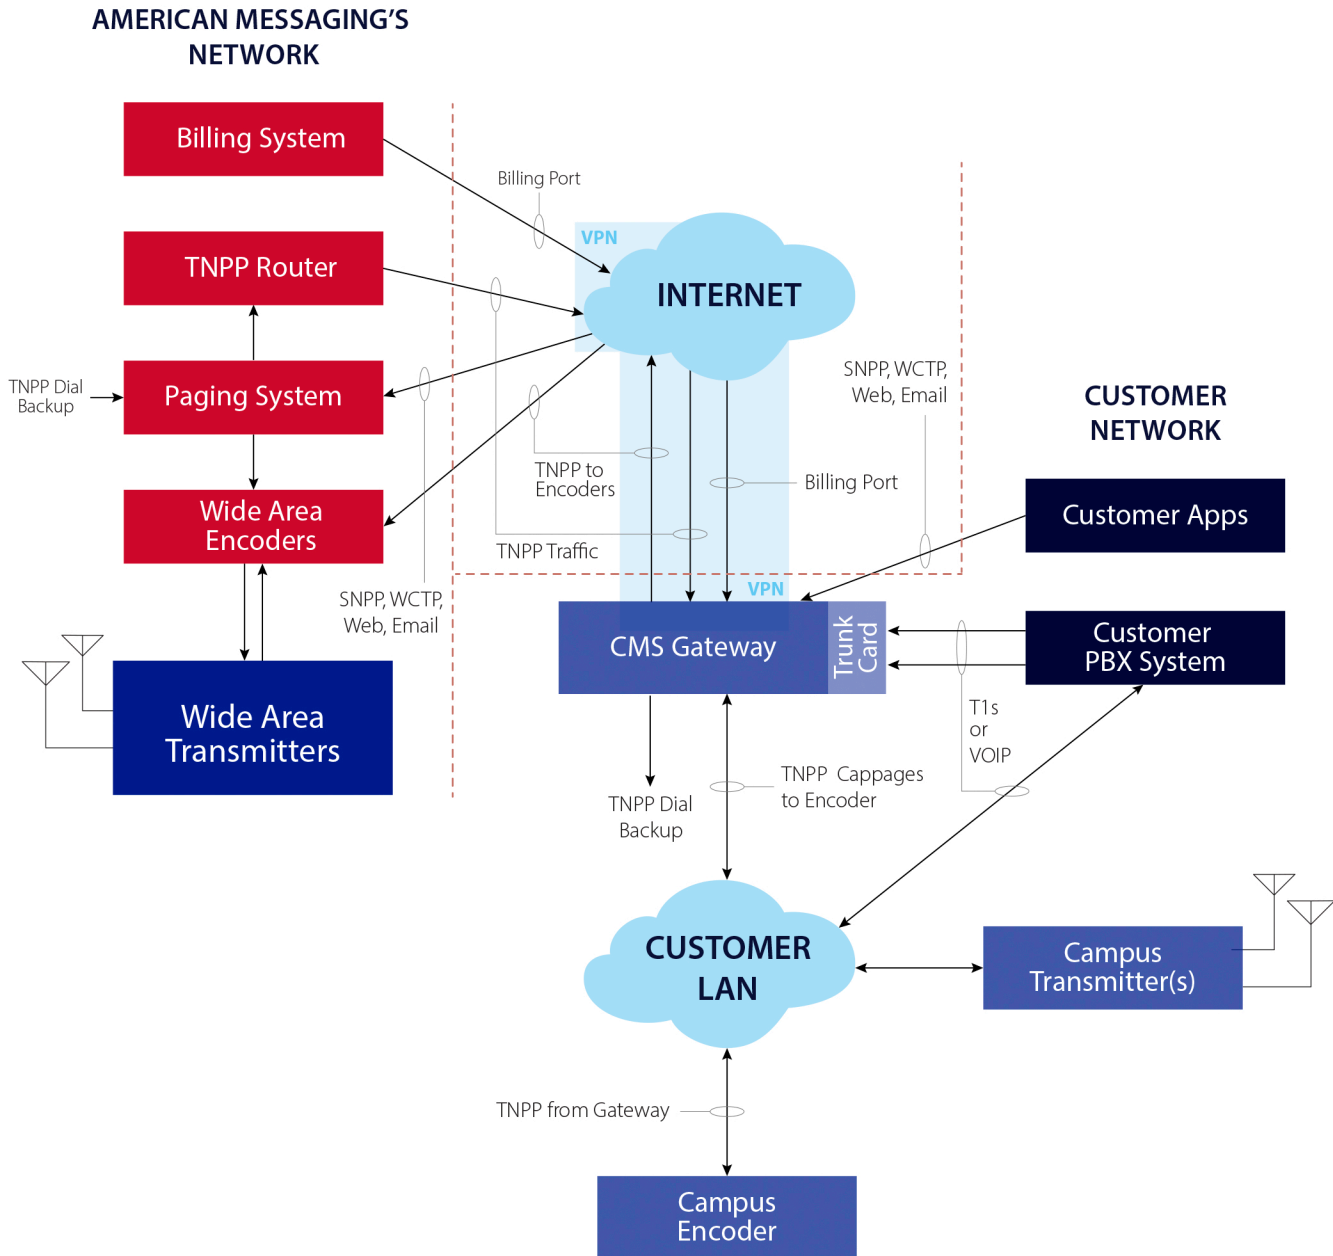 AMERICAN MESSAGING'S
NETWORK
Billing System
Billing Port
VPN
TNPP Router
INTERNET
TNPP Dial
Backup
Paging System
SNPP, WCTP,
Web, Email
CUSTOMER
NETWORK
TNPP to
Encoders
Billing Port
Wide Area
Encoders
Customer Apps
TNPP Traffic
VPN
SNPP, WCTP,
Web, Email
CMS Gateway
Trunk
Card
Customer
PBX System
Wide Area
Transmitters
T1s
or
VOIP
TNPP Cappages
to Encoder
TNPP Dial
Backup
CUSTOMER
LAN
Campus
Transmitter(s)
TNPP from Gateway
Campus
Encoder